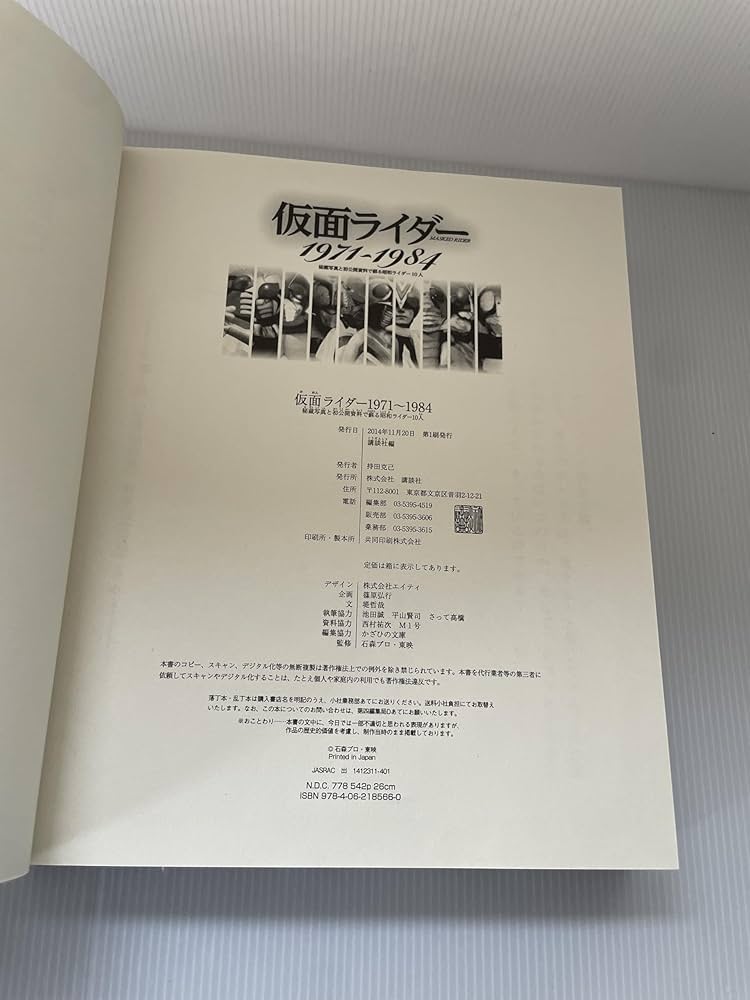 仮面ライダー
MASKED RIDER
1971-1984
秘蔵写真と初公開資料で蘇る昭和ライダー10人
か めん
仮面ライダー1971〜1984
秘蔵写真と初公開資料で蘇る昭和ライダー10人
発行日 2014年11月20日 第1刷発行
こうだんしゃ
講談社編
発行者 持田克己
発行所 株式会社 講談社
住所 〒112-8001 東京都文京区音羽2-12-21
電話 編集部 03-5395-4519
販売部 03-5395-3606
業務部 03-5395-3615
印刷所・製本所 共同印刷株式会社
定価は箱に表示してあります。
デザイン 株式会社エイティ
企画 篠原弘行
文 堤哲哉
執筆協力 池田誠 平山賢司 さって高橋
資料協力 西村祐次 M1号
編集協力 かざひの文庫
監修 石森プロ・東映
本書のコピー、スキャン、デジタル化等の無断複製は著作権法上での例外を除き禁じられています。本書を代行業者等の第三者に
依頼してスキャンやデジタル化することは、たとえ個人や家庭内の利用でも著作権法違反です。
落丁本・乱丁本は購入書店名を明記のうえ、小社業務部あてにお送りください。送料小社負担にてお取替え
いたします。なお、この本についてのお問い合わせは、第四編集局Dあてにお願いいたします。
※おことわり……本書の文中に、今日では一部不適切と思われる表現がありますが、
作品の歴史的価値を考慮し、制作当時のまま掲載しております。
© 石森プロ・東映
Printed in Japan
JASRAC 出 1412311-401
N.D.C. 778 542p 26cm
ISBN 978-4-06-218566-0